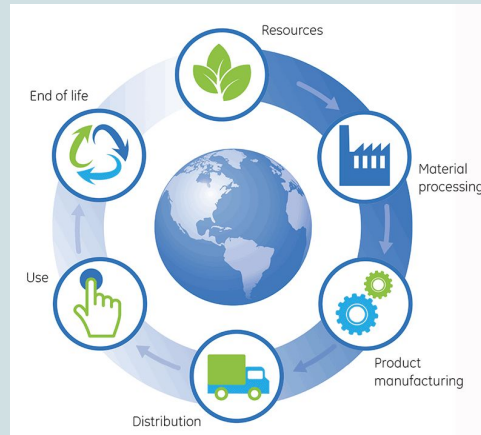 Resources
Material
processing
Product
manufacturing
Distribution
Use
End of life